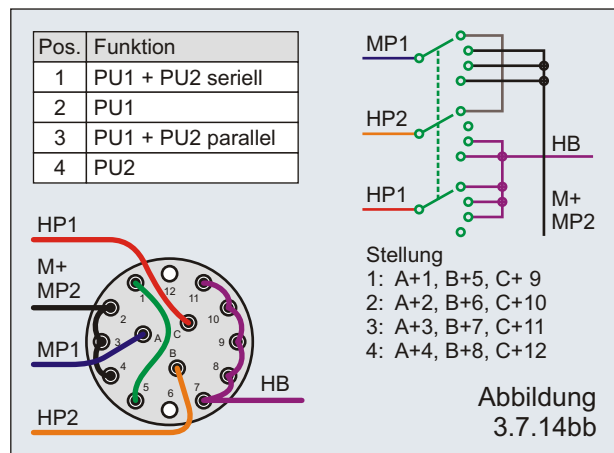 Pos. Funktion
1 PU1 + PU2 seriell
2 PU1
3 PU1 + PU2 parallel
4 PU2
MP1
HP2
HB
HP1
M+
MP2
HP1
M+
MP2
MP1
HP2
HB
12
1
11
2
10
C
3
A
9
B
4
8
5
7
6
Stellung
1: A+1, B+5, C+ 9
2: A+2, B+6, C+10
3: A+3, B+7, C+11
4: A+4, B+8, C+12
Abbildung
3.7.14bb